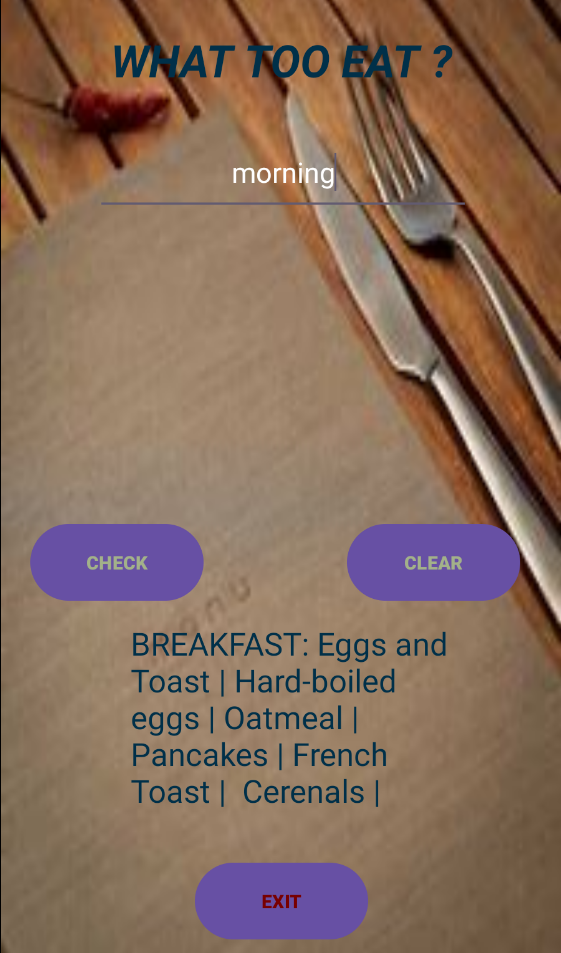 WHAT TOO EAT ?
morning
CHECK
CLEAR
menu
BREAKFAST: Eggs and
Toast | Hard-boiled
eggs | Oatmeal |
Pancakes | French
Toast |  Cerenals |
EXIT